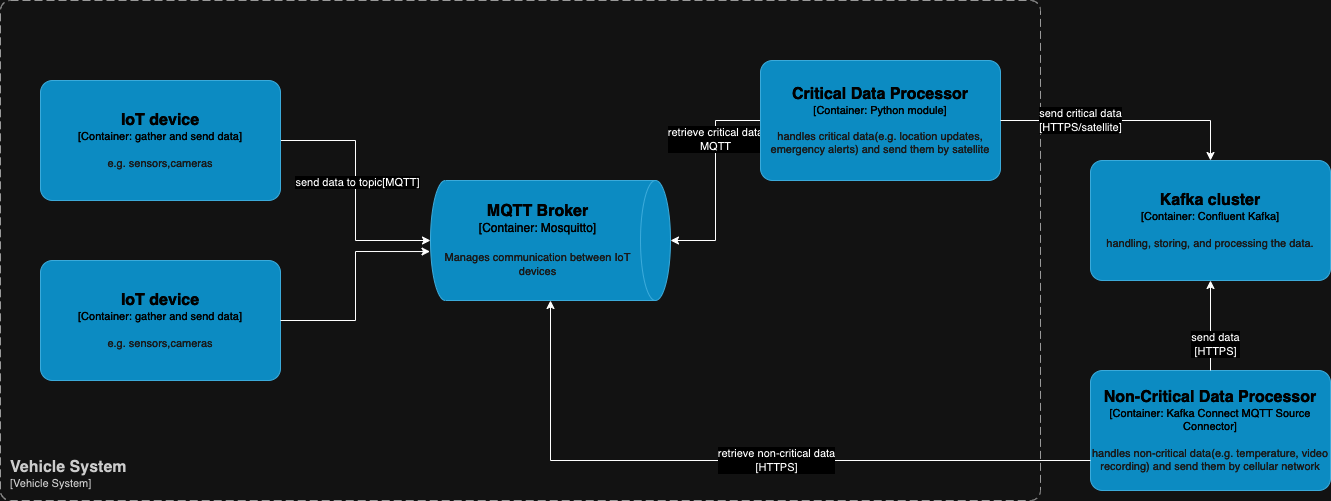 IoT device
[Container: gather and send data]
e.g. sensors,cameras
IoT device
[Container: gather and send data]
e.g. sensors,cameras
send data to topic[MQTT]
MQTT Broker
[Container: Mosquitto]
Manages communication between IoT
devices
retrieve critical data
MQTT
Critical Data Processor
[Container: Python module]
handles critical data(e.g. location updates,
emergency alerts) and send them by satellite
send critical data
[HTTPS/satellite]
Kafka cluster
[Container: Confluent Kafka]
handling, storing, and processing the data.
send data
[HTTPS]
Non-Critical Data Processor
[Container: Kafka Connect MQTT Source
Connector]
handles non-critical data(e.g. temperature, video
recording) and send them by cellular network
retrieve non-critical data
[HTTPS]
Vehicle System
[Vehicle System]